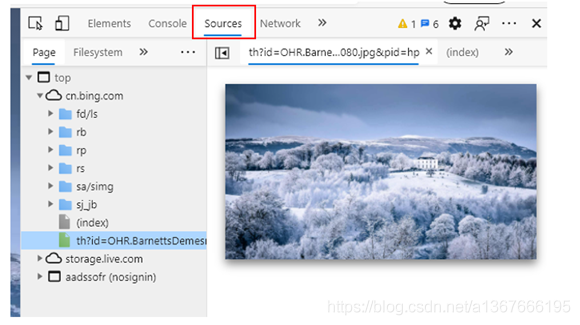 Elements Console Sources Network » 1 6 ··· ×
Page Filesystem » ··· th?id=OHR.Barne...080.jpg&pid=hp × (index) »
top
cn.bing.com
fd/ls
rb
rp
rs
sa/simg
sj_jb
(index)
th?id=OHR.BarnettsDemesn
storage.live.com
aadssofr (nosignin)
https://blog.csdn.net/a1367666195